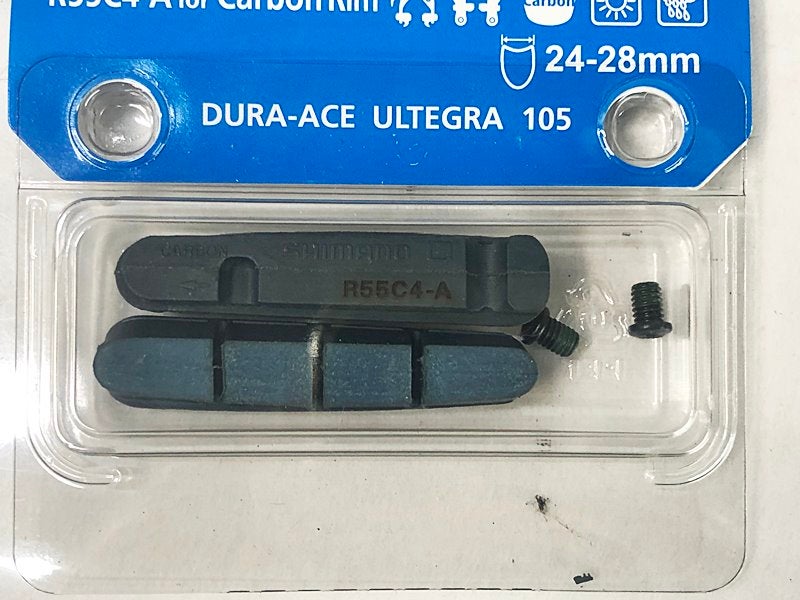 R55C4-A for Carbon Rim
Carbon
24-28mm
DURA-ACE ULTEGRA 105
CARBON SHIMANO
R55C4-A